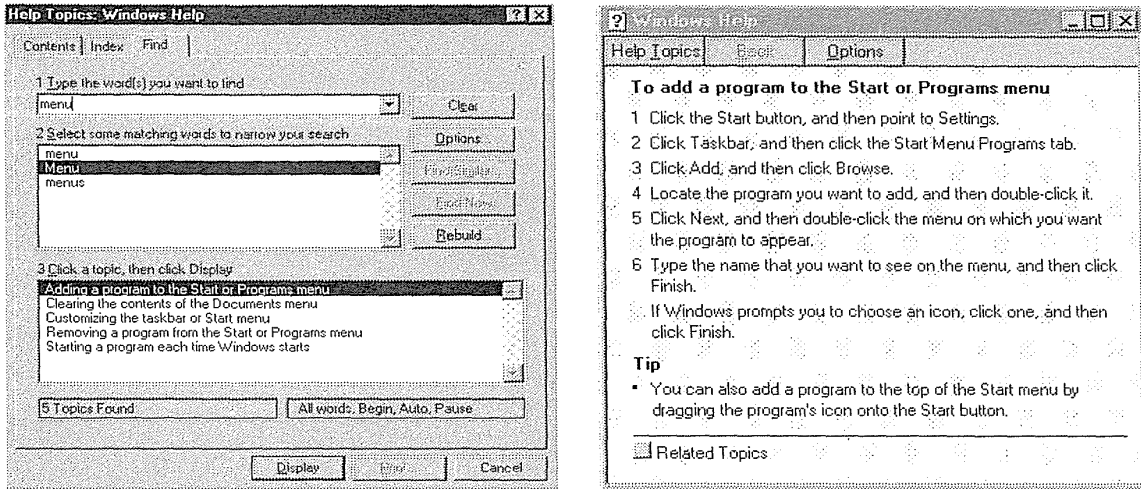 Help Topics: Windows Help
Contents Index Find
1 Type the word(s) you want to find
menu
Clear
2 Select some matching words to narrow your search
Options
menu
Menu
menus
Find Similar...
Find Now
Rebuild
3 Click a topic, then click Display
Adding a program to the Start or Programs menu
Clearing the contents of the Documents menu
Customizing the taskbar or Start menu
Removing a program from the Start or Programs menu
Starting a program each time Windows starts
5 Topics Found
All words, Begin, Auto, Pause
Display Print... Cancel
Windows Help
Help Topics Back Options
To add a program to the Start or Programs menu
1 Click the Start button, and then point to Settings.
2 Click Taskbar, and then click the Start Menu Programs tab.
3 Click Add, and then click Browse.
4 Locate the program you want to add, and then double-click it.
5 Click Next, and then double-click the menu on which you want
the program to appear.
6 Type the name that you want to see on the menu, and then click
Finish.
If Windows prompts you to choose an icon, click one, and then
click Finish.
Tip
▪ You can also add a program to the top of the Start menu by
dragging the program's icon onto the Start button.
Related Topics